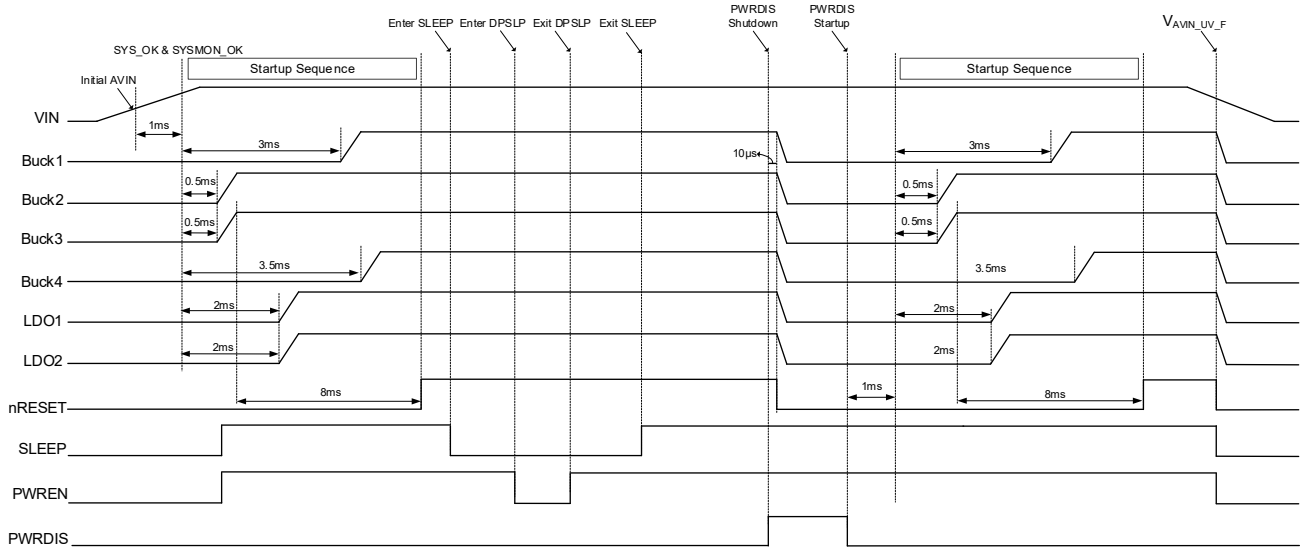 PWRDIS
Shutdown
PWRDIS
Startup
Enter SLEEP Enter DPSLP Exit DPSLP Exit SLEEP
VAVIN_UV_F
SYS_OK & SYSMON_OK
Startup Sequence
Startup Sequence
Initial AVIN
VIN
1ms
3ms
3ms
Buck1
10µs
0.5ms
0.5ms
Buck2
0.5ms
0.5ms
Buck3
3.5ms
3.5ms
Buck4
2ms
2ms
LDO1
2ms
2ms
LDO2
8ms
1ms
8ms
nRESET
SLEEP
PWREN
PWRDIS